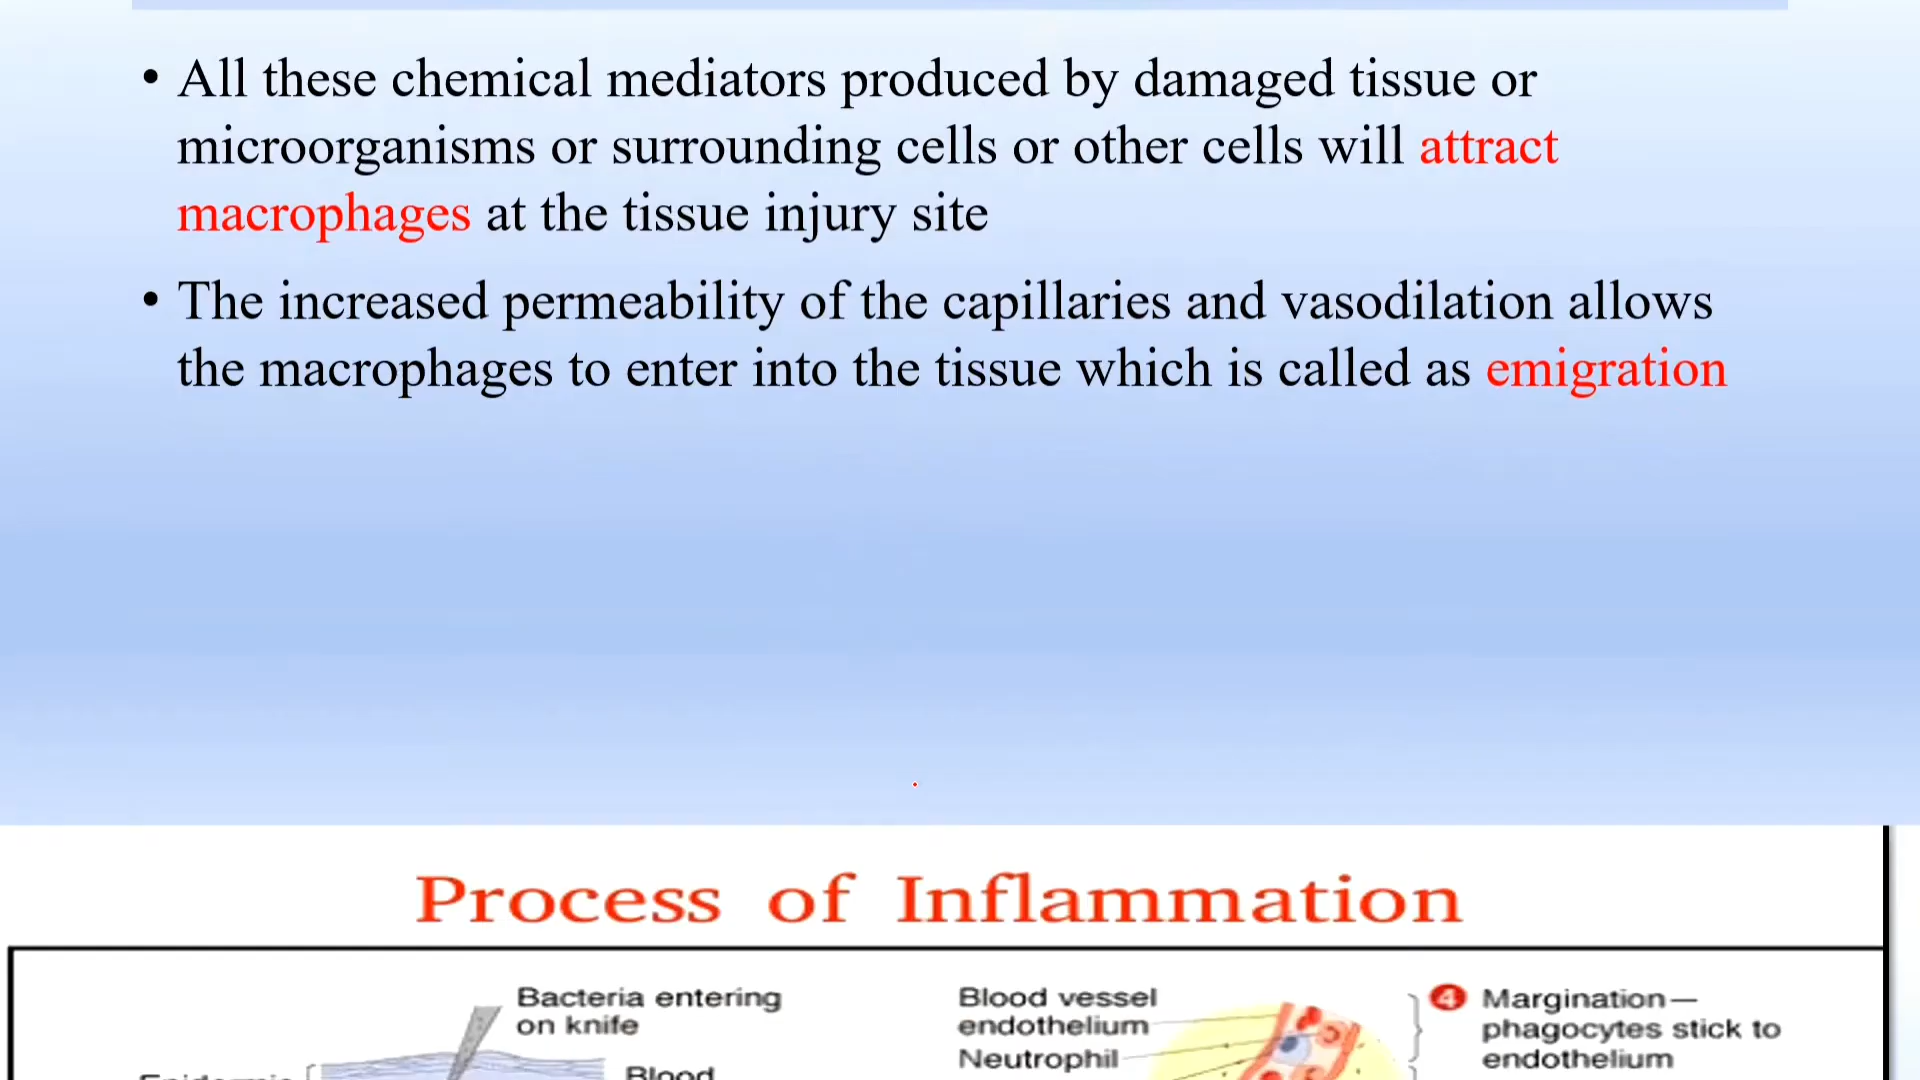 • All these chemical mediators produced by damaged tissue or
microorganisms or surrounding cells or other cells will attract
macrophages at the tissue injury site
• The increased permeability of the capillaries and vasodilation allows
the macrophages to enter into the tissue which is called as emigration
Process of Inflammation
Bacteria entering
on knife
Blood
Blood vessel
endothelium
Neutrophil
4 Margination—
phagocytes stick to
endothelium